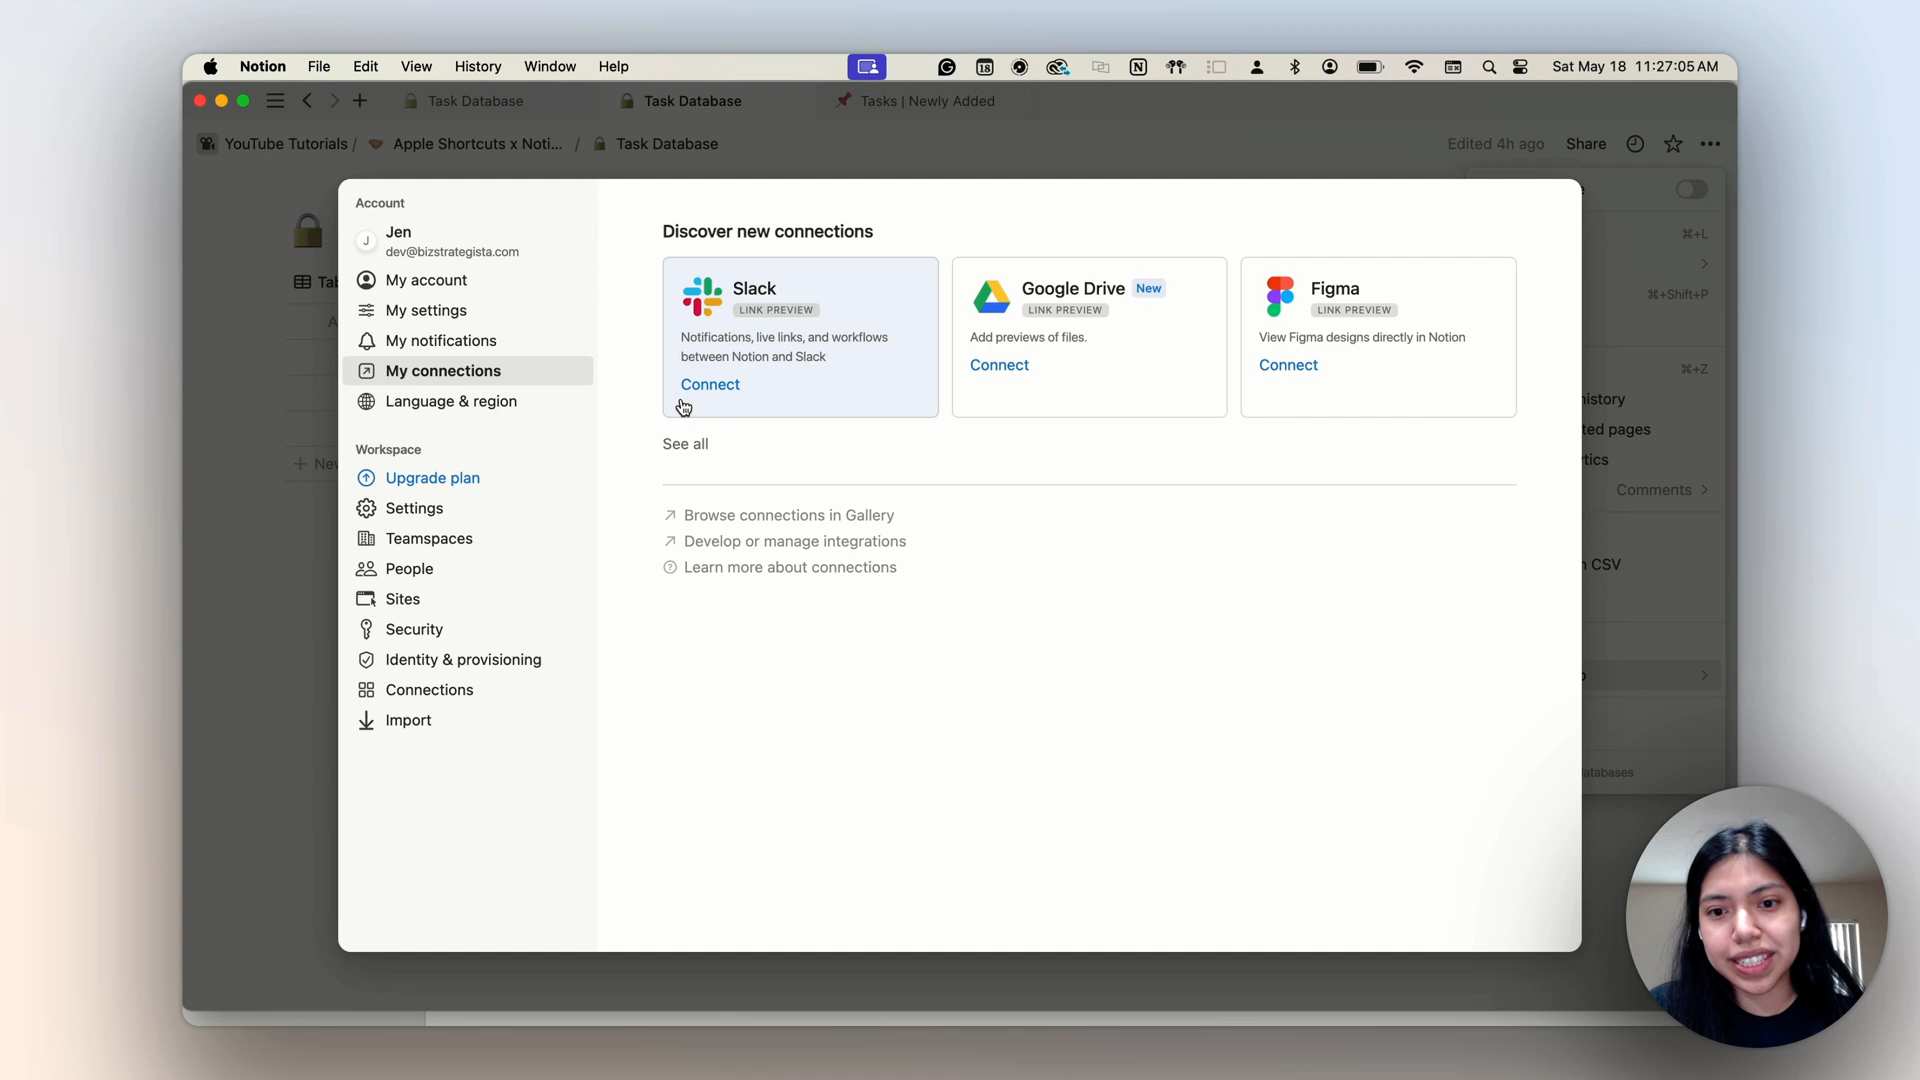 Notion File Edit View History Window Help
18
Sat May 18 11:27:05 AM
Task Database
Task Database
Tasks | Newly Added
YouTube Tutorials / Apple Shortcuts x Noti... / Task Database
Edited 4h ago Share
Account
J
Jen
dev@bizstrategista.com
My account
My settings
My notifications
My connections
Language & region
Workspace
Upgrade plan
Settings
Teamspaces
People
Sites
Security
Identity & provisioning
Connections
Import
Discover new connections
Slack
LINK PREVIEW
Notifications, live links, and workflows
between Notion and Slack
Connect
Google Drive New
LINK PREVIEW
Add previews of files.
Connect
Figma
LINK PREVIEW
View Figma designs directly in Notion
Connect
See all
Browse connections in Gallery
Develop or manage integrations
Learn more about connections
⌘+L
⌘+Shift+P
⌘+Z
Comments
CSV